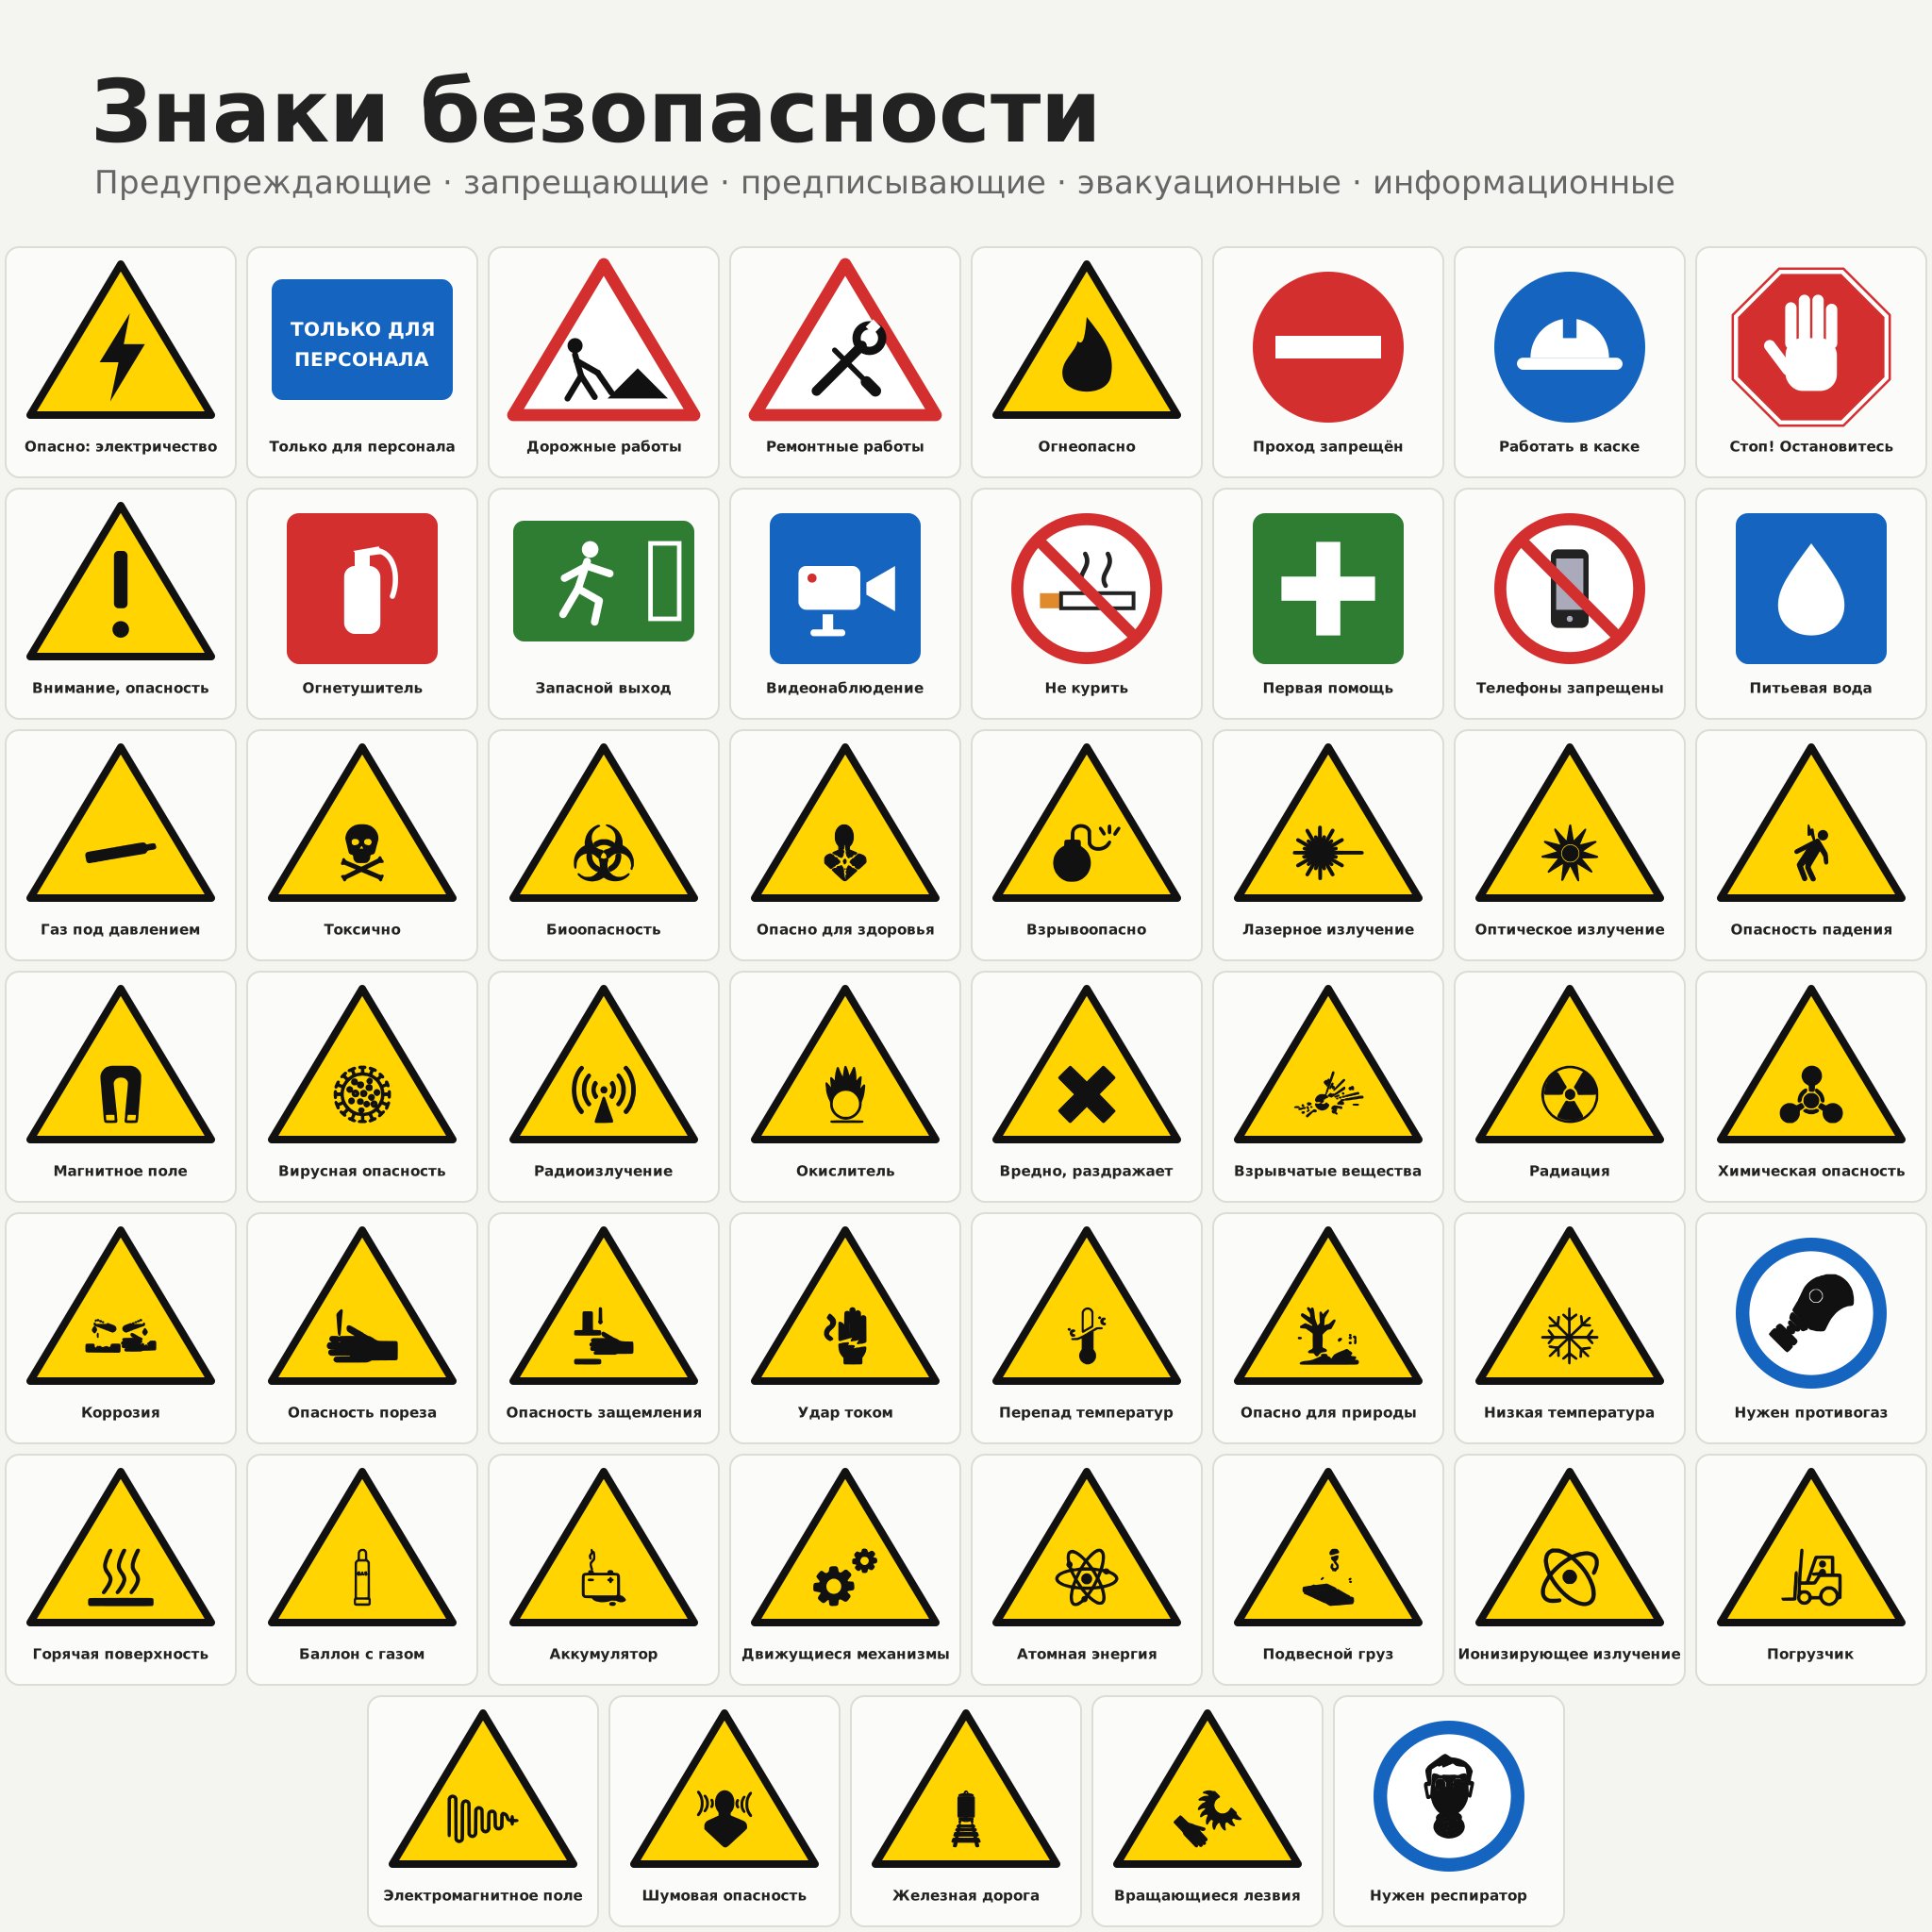 Знаки безопасности
Предупреждающие · запрещающие · предписывающие · эвакуационные · информационные
ТОЛЬКО ДЛЯ
ПЕРСОНАЛА
Опасно: электричество
Только для персонала
Дорожные работы
Ремонтные работы
Огнеопасно
Проход запрещён
Работать в каске
Стоп! Остановитесь
Внимание, опасность
Огнетушитель
Запасной выход
Видеонаблюдение
Не курить
Первая помощь
Телефоны запрещены
Питьевая вода
Газ под давлением
Токсично
Биоопасность
Опасно для здоровья
Взрывоопасно
Лазерное излучение
Оптическое излучение
Опасность падения
Магнитное поле
Вирусная опасность
Радиоизлучение
Окислитель
Вредно, раздражает
Взрывчатые вещества
Радиация
Химическая опасность
Коррозия
Опасность пореза
Опасность защемления
Удар током
Перепад температур
Опасно для природы
Низкая температура
Нужен противогаз
GAS
Горячая поверхность
Баллон с газом
Аккумулятор
Движущиеся механизмы
Атомная энергия
Подвесной груз
Ионизирующее излучение
Погрузчик
Электромагнитное поле
Шумовая опасность
Железная дорога
Вращающиеся лезвия
Нужен респиратор